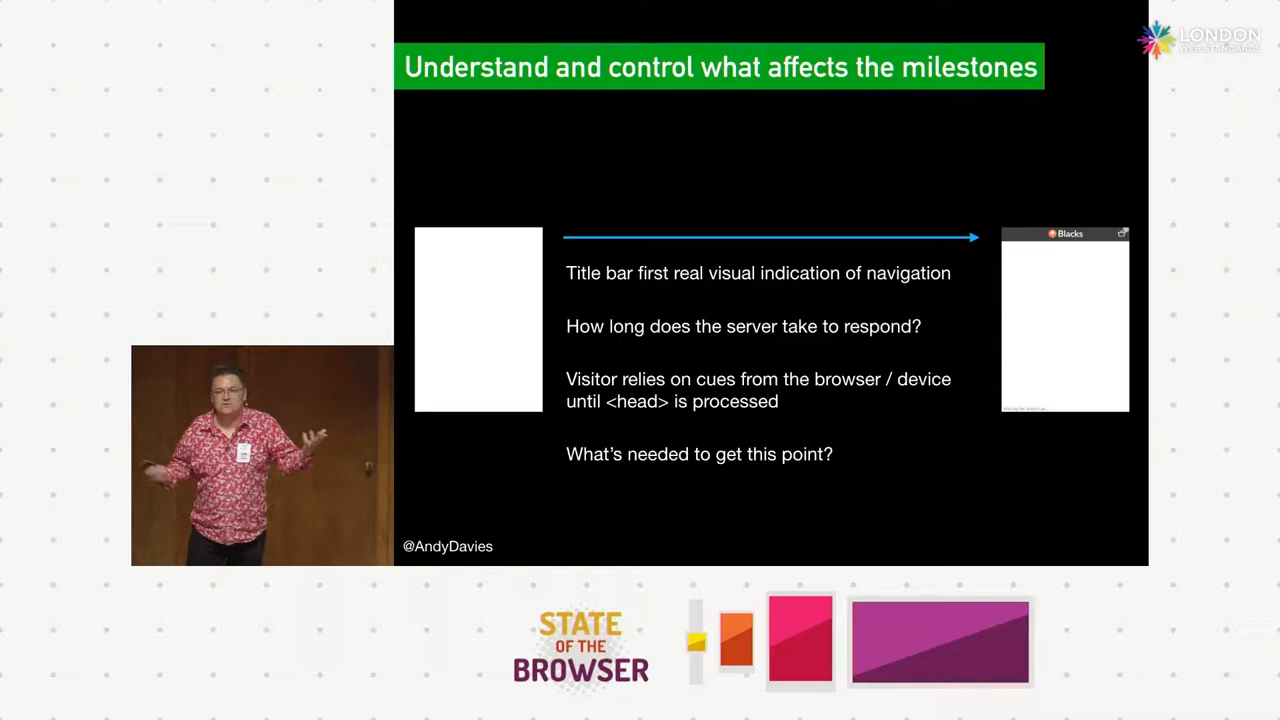 LONDON
WEB STANDARDS
Understand and control what affects the milestones
Blacks
Title bar first real visual indication of navigation
How long does the server take to respond?
Visitor relies on cues from the browser / device
until <head> is processed
What's needed to get this point?
@AndyDavies
STATE
OF THE
BROWSER